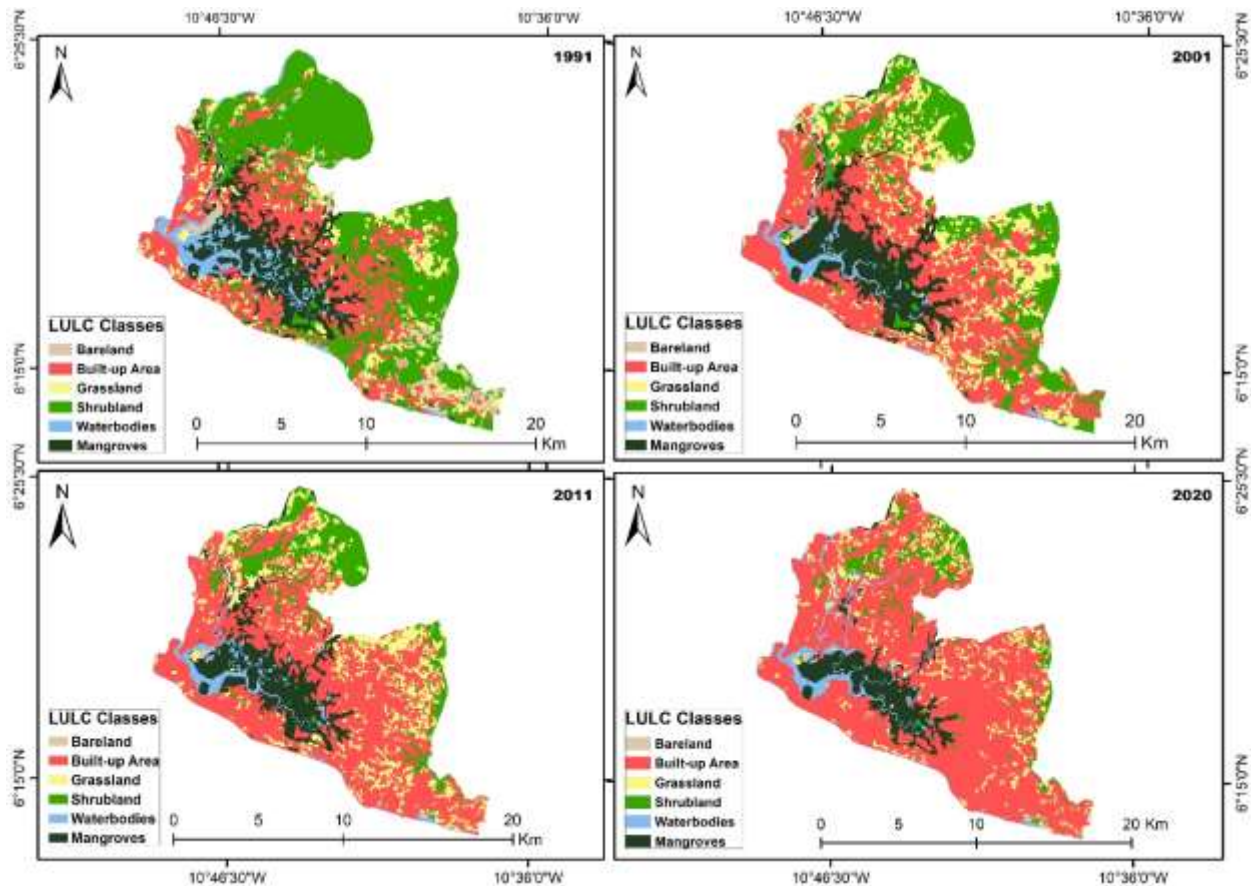 10°46'30"W 10°36'0"W 10°46'30"W 10°36'0"W
6°25'30"N
N
1991
LULC Classes
Bareland
Built-up Area
Grassland
Shrubland
Waterbodies
Mangroves
0 5 10 20
Km
6°15'0"N
N
2001
6°25'30"N
LULC Classes
Bareland
Built-up Area
Grassland
Shrubland
Waterbodies
Mangroves
0 5 10 20
Km
6°15'0"N
6°25'30"N
N
2011
LULC Classes
Bareland
Built-up Area
Grassland
Shrubland
Waterbodies
Mangroves
0 5 10 20
Km
6°15'0"N
N
2020
6°25'30"N
LULC Classes
Bareland
Built-up Area
Grassland
Shrubland
Waterbodies
Mangroves
0 5 10 20 Km
6°15'0"N
10°46'30"W 10°36'0"W 10°46'30"W 10°36'0"W